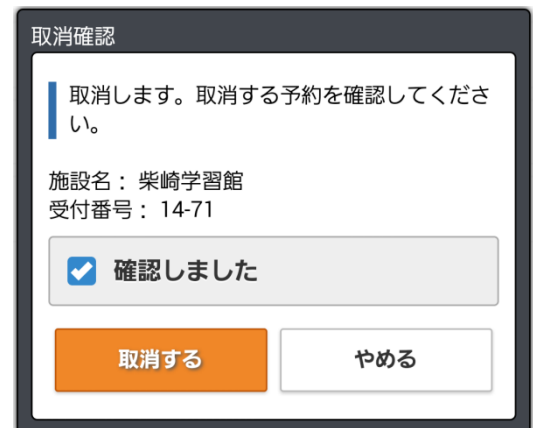 取消確認
取消します。取消する予約を確認してくださ
い。
施設名： 柴崎学習館
受付番号： 14-71
確認しました
取消する
やめる